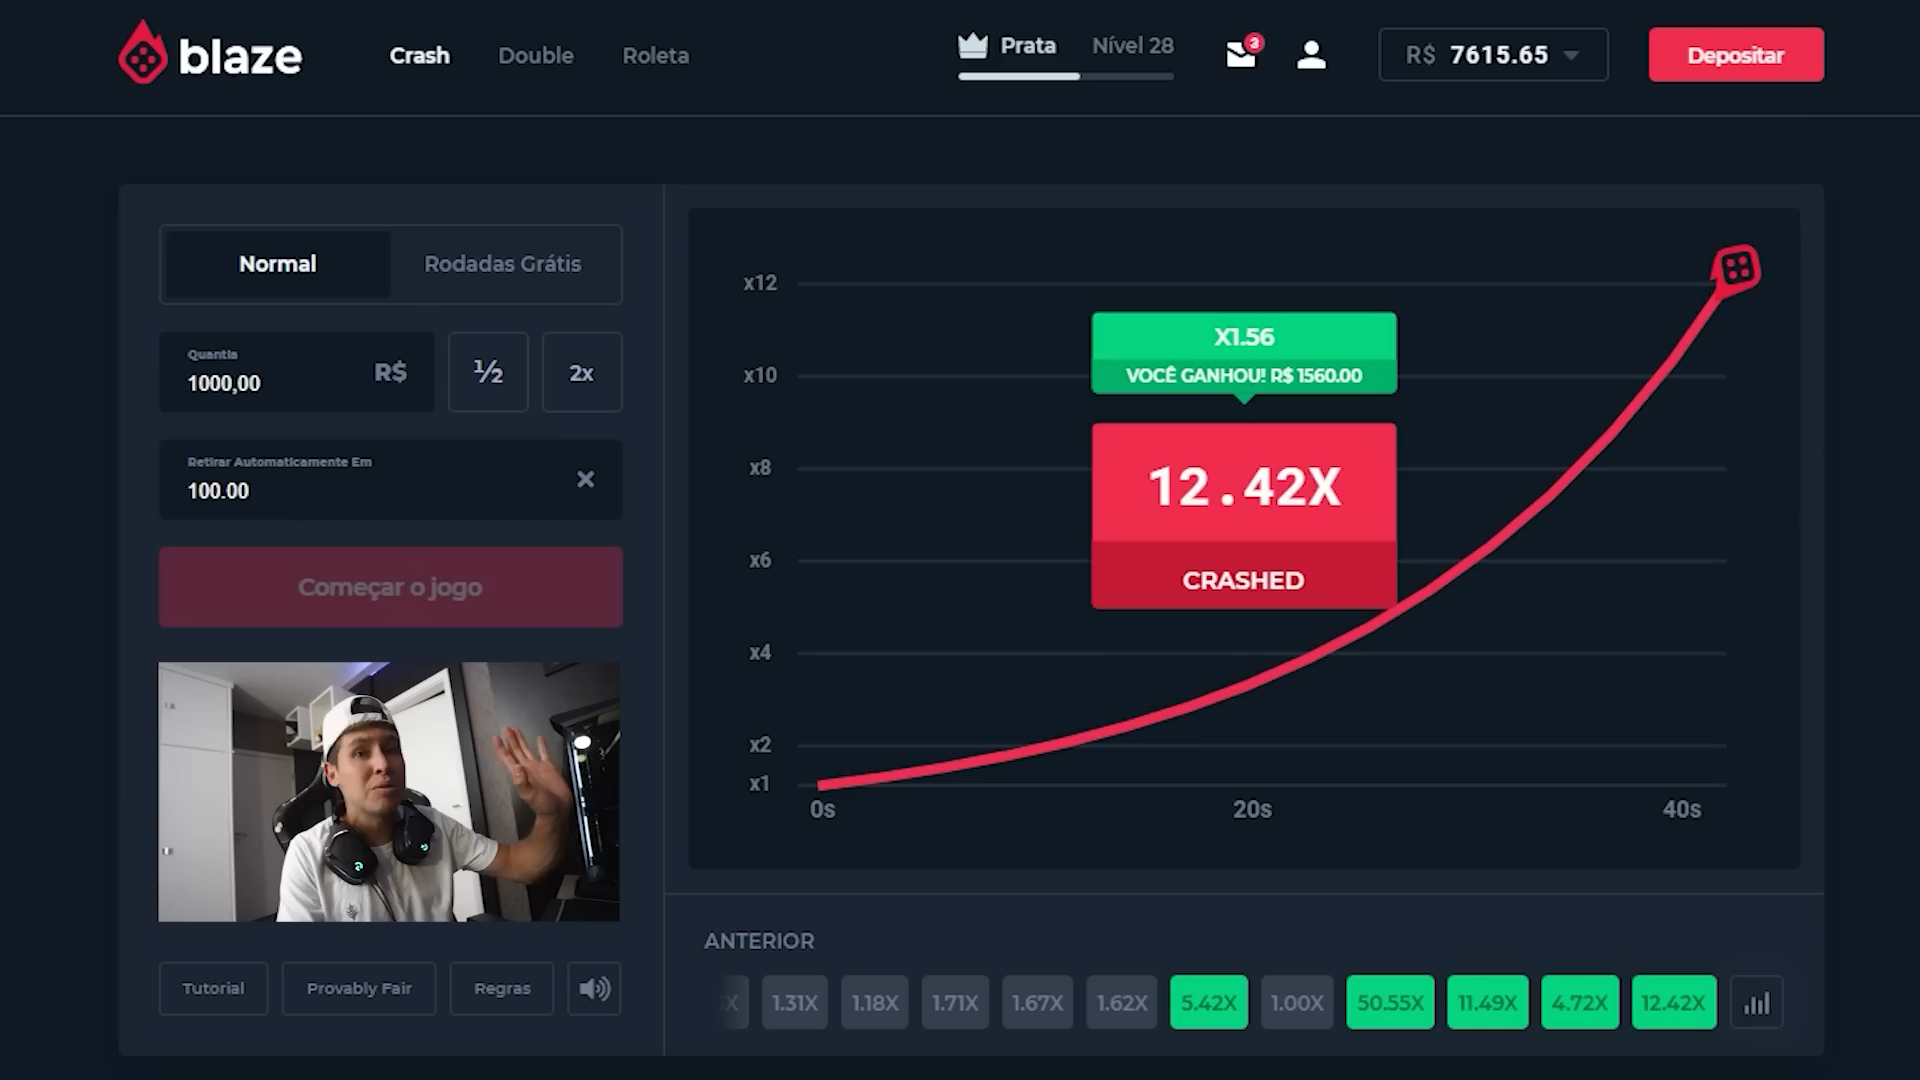 blaze
Crash
Double
Roleta
Prata
Nível 28
3
R$ 7615.65
Depositar
Normal
Rodadas Grátis
Quantia
1000,00
R$
½
2x
Retirar Automaticamente Em
100.00
Começar o jogo
Tutorial
Provably Fair
Regras
x12
x10
x8
x6
x4
x2
x1
0s
20s
40s
X1.56
VOCÊ GANHOU! R$ 1560.00
12.42X
CRASHED
ANTERIOR
X
1.31X
1.18X
1.71X
1.67X
1.62X
5.42X
1.00X
50.55X
11.49X
4.72X
12.42X